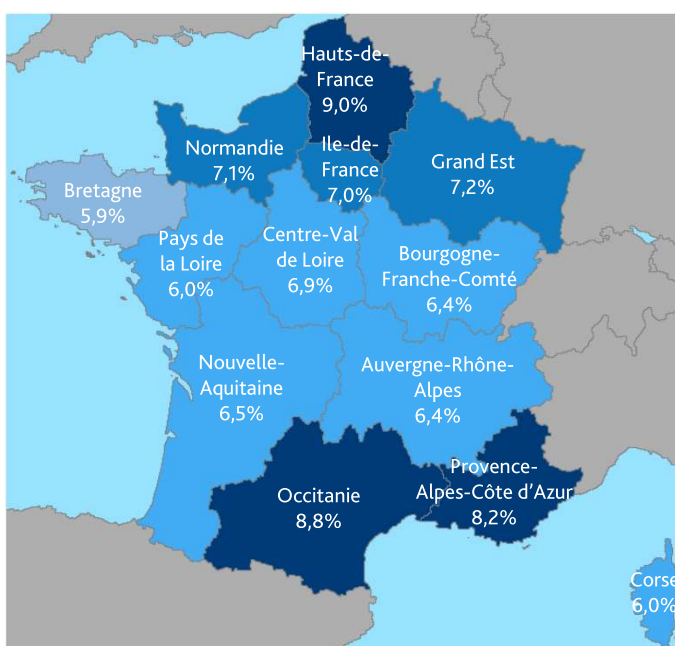 Hauts-de-
France
9,0%
Normandie
7,1%
Ile-de-
France
7,0%
Grand Est
7,2%
Bretagne
5,9%
Pays de
la Loire
6,0%
Centre-Val
de Loire
6,9%
Bourgogne-
Franche-Comté
6,4%
Nouvelle-
Aquitaine
6,5%
Auvergne-Rhône-
Alpes
6,4%
Occitanie
8,8%
Provence-
Alpes-Côte d'Azur
8,2%
Corse
6,0%